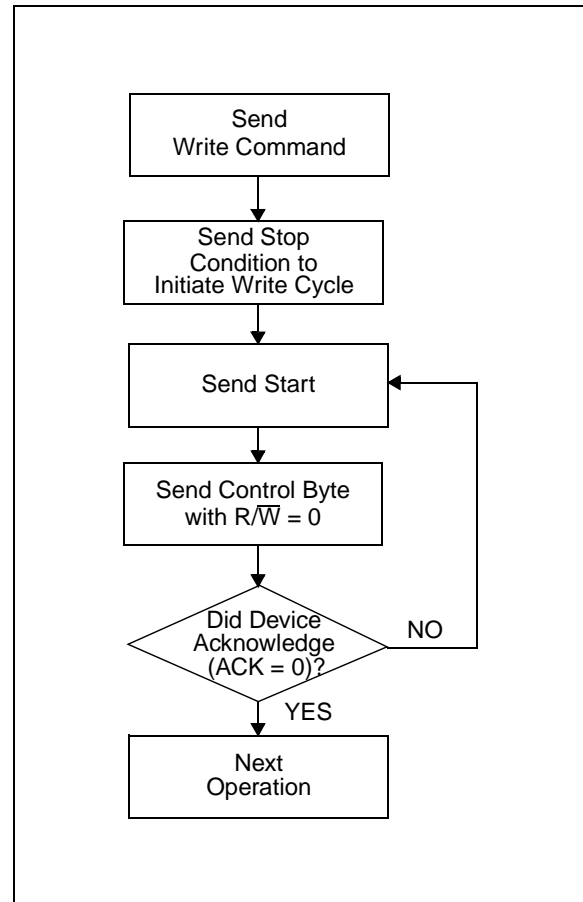 Send
Write Command
Send Stop
Condition to
Initiate Write Cycle
Send Start
Send Control Byte
with R/W̅ = 0
Did Device
Acknowledge
(ACK = 0)?
NO
YES
Next
Operation